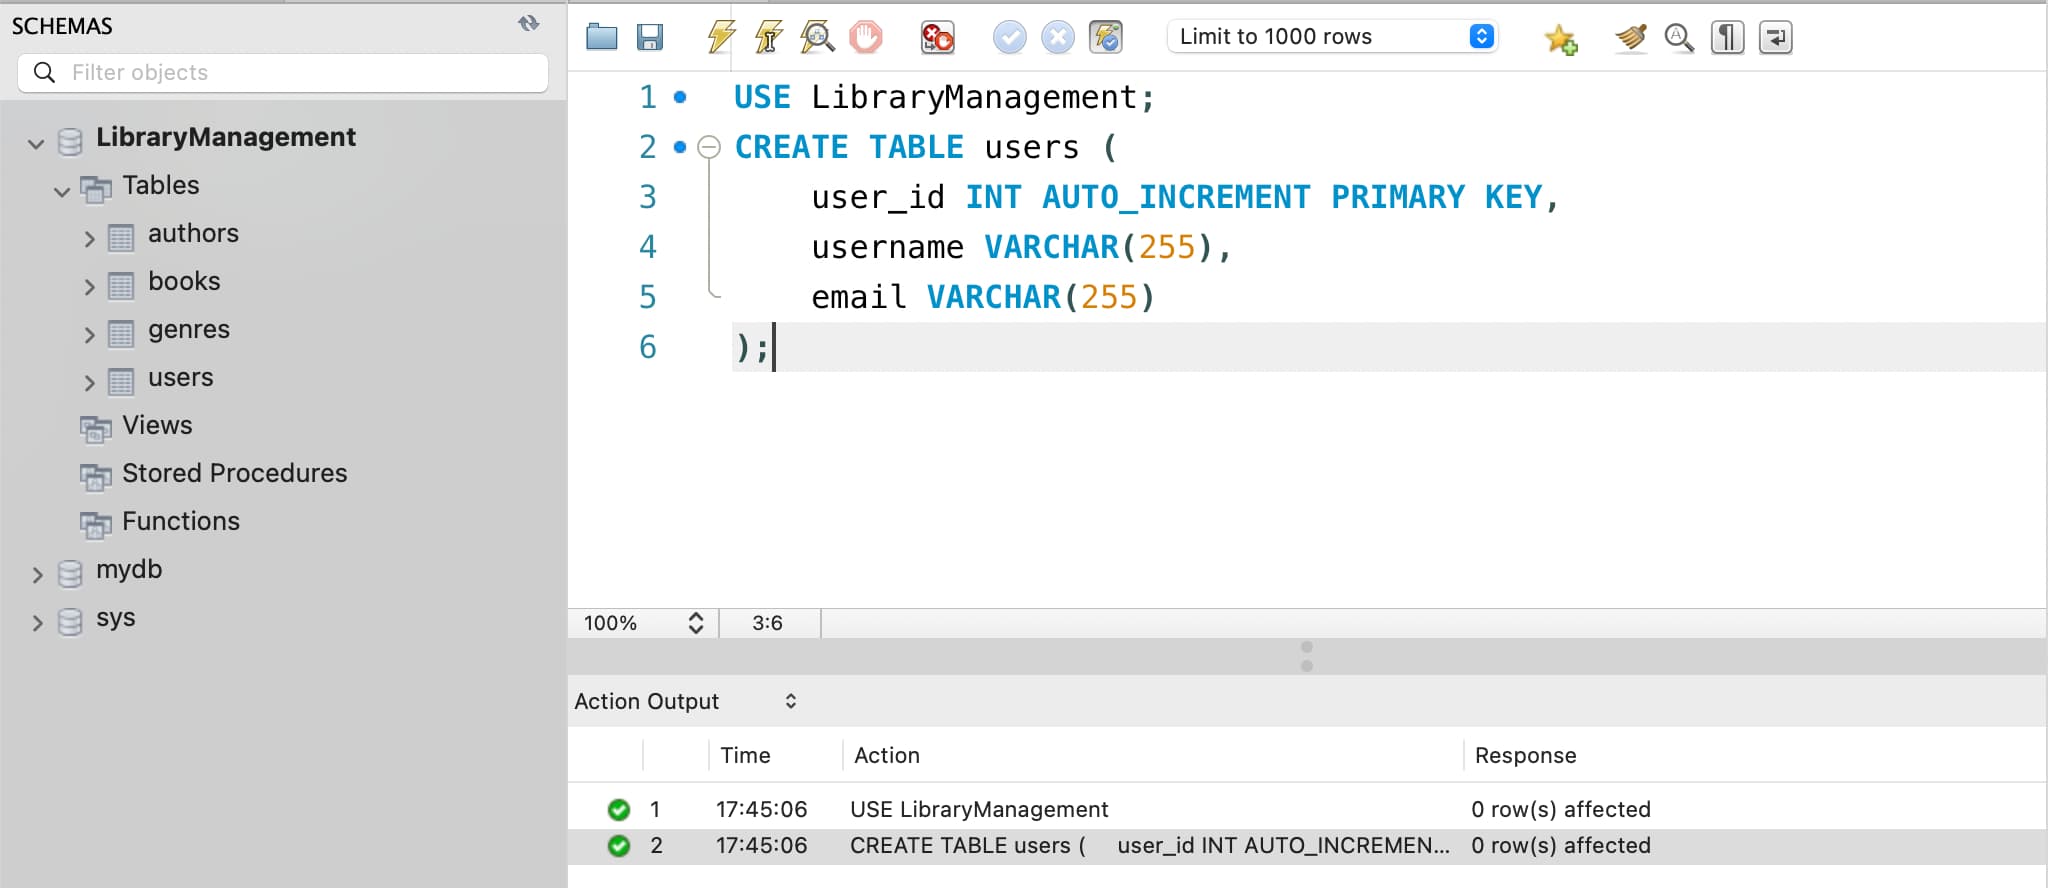 SCHEMAS
Filter objects
LibraryManagement
Tables
authors
books
genres
users
Views
Stored Procedures
Functions
mydb
sys
Limit to 1000 rows
1 USE LibraryManagement;
2 CREATE TABLE users (
3 user_id INT AUTO_INCREMENT PRIMARY KEY,
4 username VARCHAR(255),
5 email VARCHAR(255)
6 );
100% 3:6
Action Output
Time Action Response
1 17:45:06 USE LibraryManagement 0 row(s) affected
2 17:45:06 CREATE TABLE users ( user_id INT AUTO_INCREMEN... 0 row(s) affected